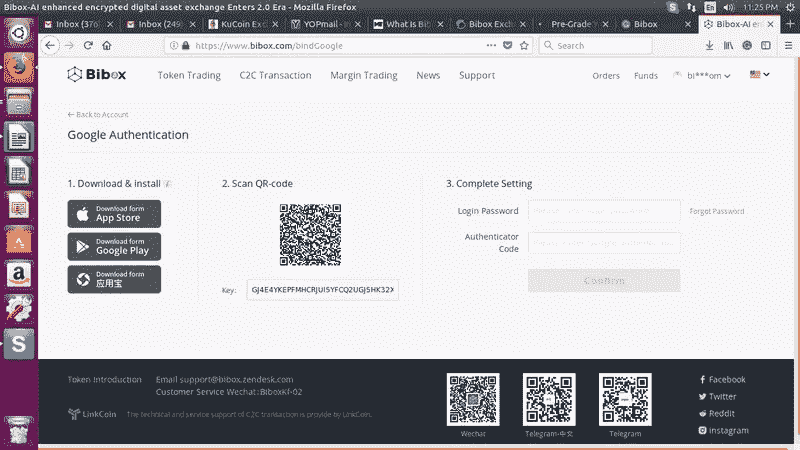 Bibox-AI enhanced encrypted digital asset exchange Enters 2.0 Era - Mozilla Firefox
En
11:25 PM
Inbox (376
Inbox (249
KuCoin Exc
YOPmail -
What Is Bib
Bibox Exch
Pre-Grade Y
Bibox
Bibox-AI en
https://www.bibox.com/bindGoogle
Search
Bibox
Token Trading
C2C Transaction
Margin Trading
News
Support
Orders
Funds
bl***om
← Back to Account
Google Authentication
1. Download & install
2. Scan QR-code
3. Complete Setting
Download form
App Store
Download form
Google Play
Download form
应用宝
Key:
Login Password
Forgot Password
Authenticator
Code
Confirm
Token Introduction
Email support@bibox.zendesk.com
Customer Service Wechat:BiboxKf-02
LinkCoin
The technical and service support of C2C transaction is provide by LinkCoin.
Wechat
Telegram-中文
Telegram
Facebook
Twitter
Reddit
instagram